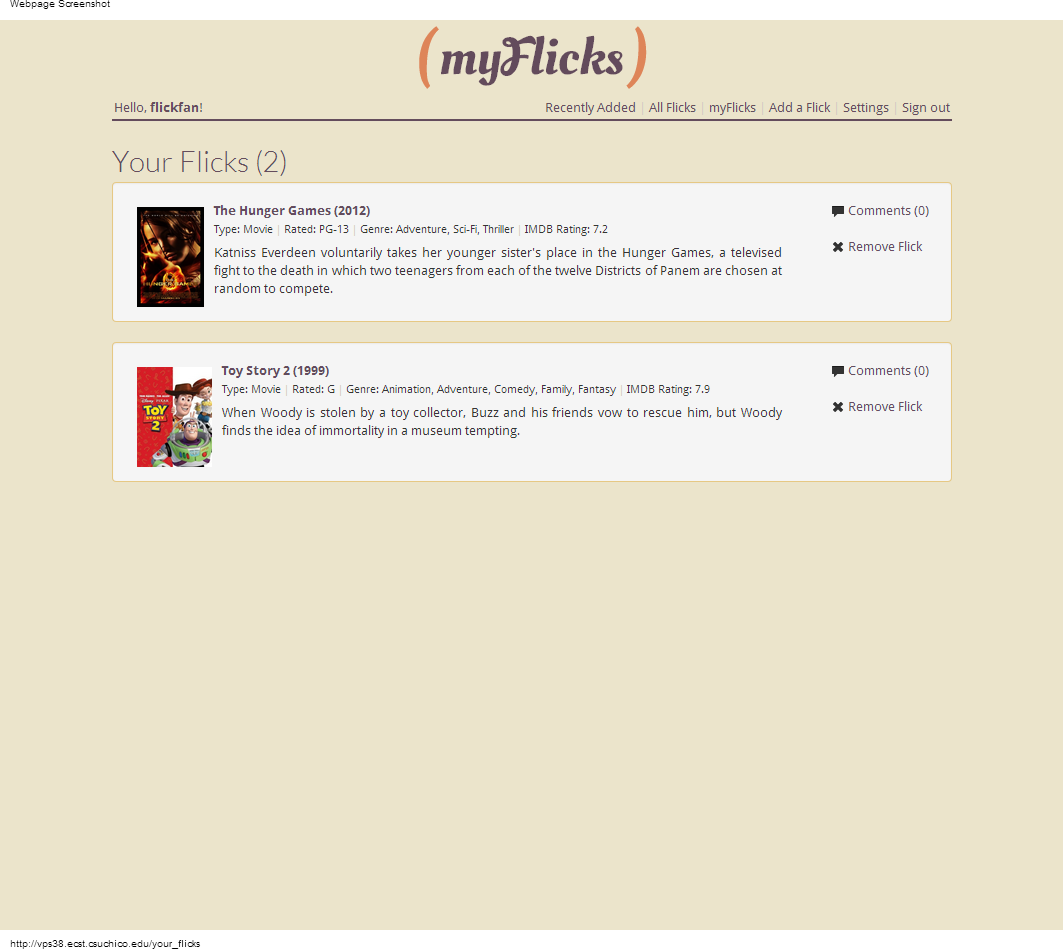 Webpage Screenshot
(myFlicks)
Hello, flickfan!
Recently Added | All Flicks | myFlicks | Add a Flick | Settings | Sign out
Your Flicks (2)
The Hunger Games (2012)
Comments (0)
Type: Movie | Rated: PG-13 | Genre: Adventure, Sci-Fi, Thriller | IMDB Rating: 7.2
Katniss Everdeen voluntarily takes her younger sister's place in the Hunger Games, a televised
Remove Flick
fight to the death in which two teenagers from each of the twelve Districts of Panem are chosen at
random to compete.
Toy Story 2 (1999)
Comments (0)
Type: Movie | Rated: G | Genre: Animation, Adventure, Comedy, Family, Fantasy | IMDB Rating: 7.9
When Woody is stolen by a toy collector, Buzz and his friends vow to rescue him, but Woody
Remove Flick
finds the idea of immortality in a museum tempting.
TOY
STORY
2
http://vps38.ecst.csuchico.edu/your_flicks